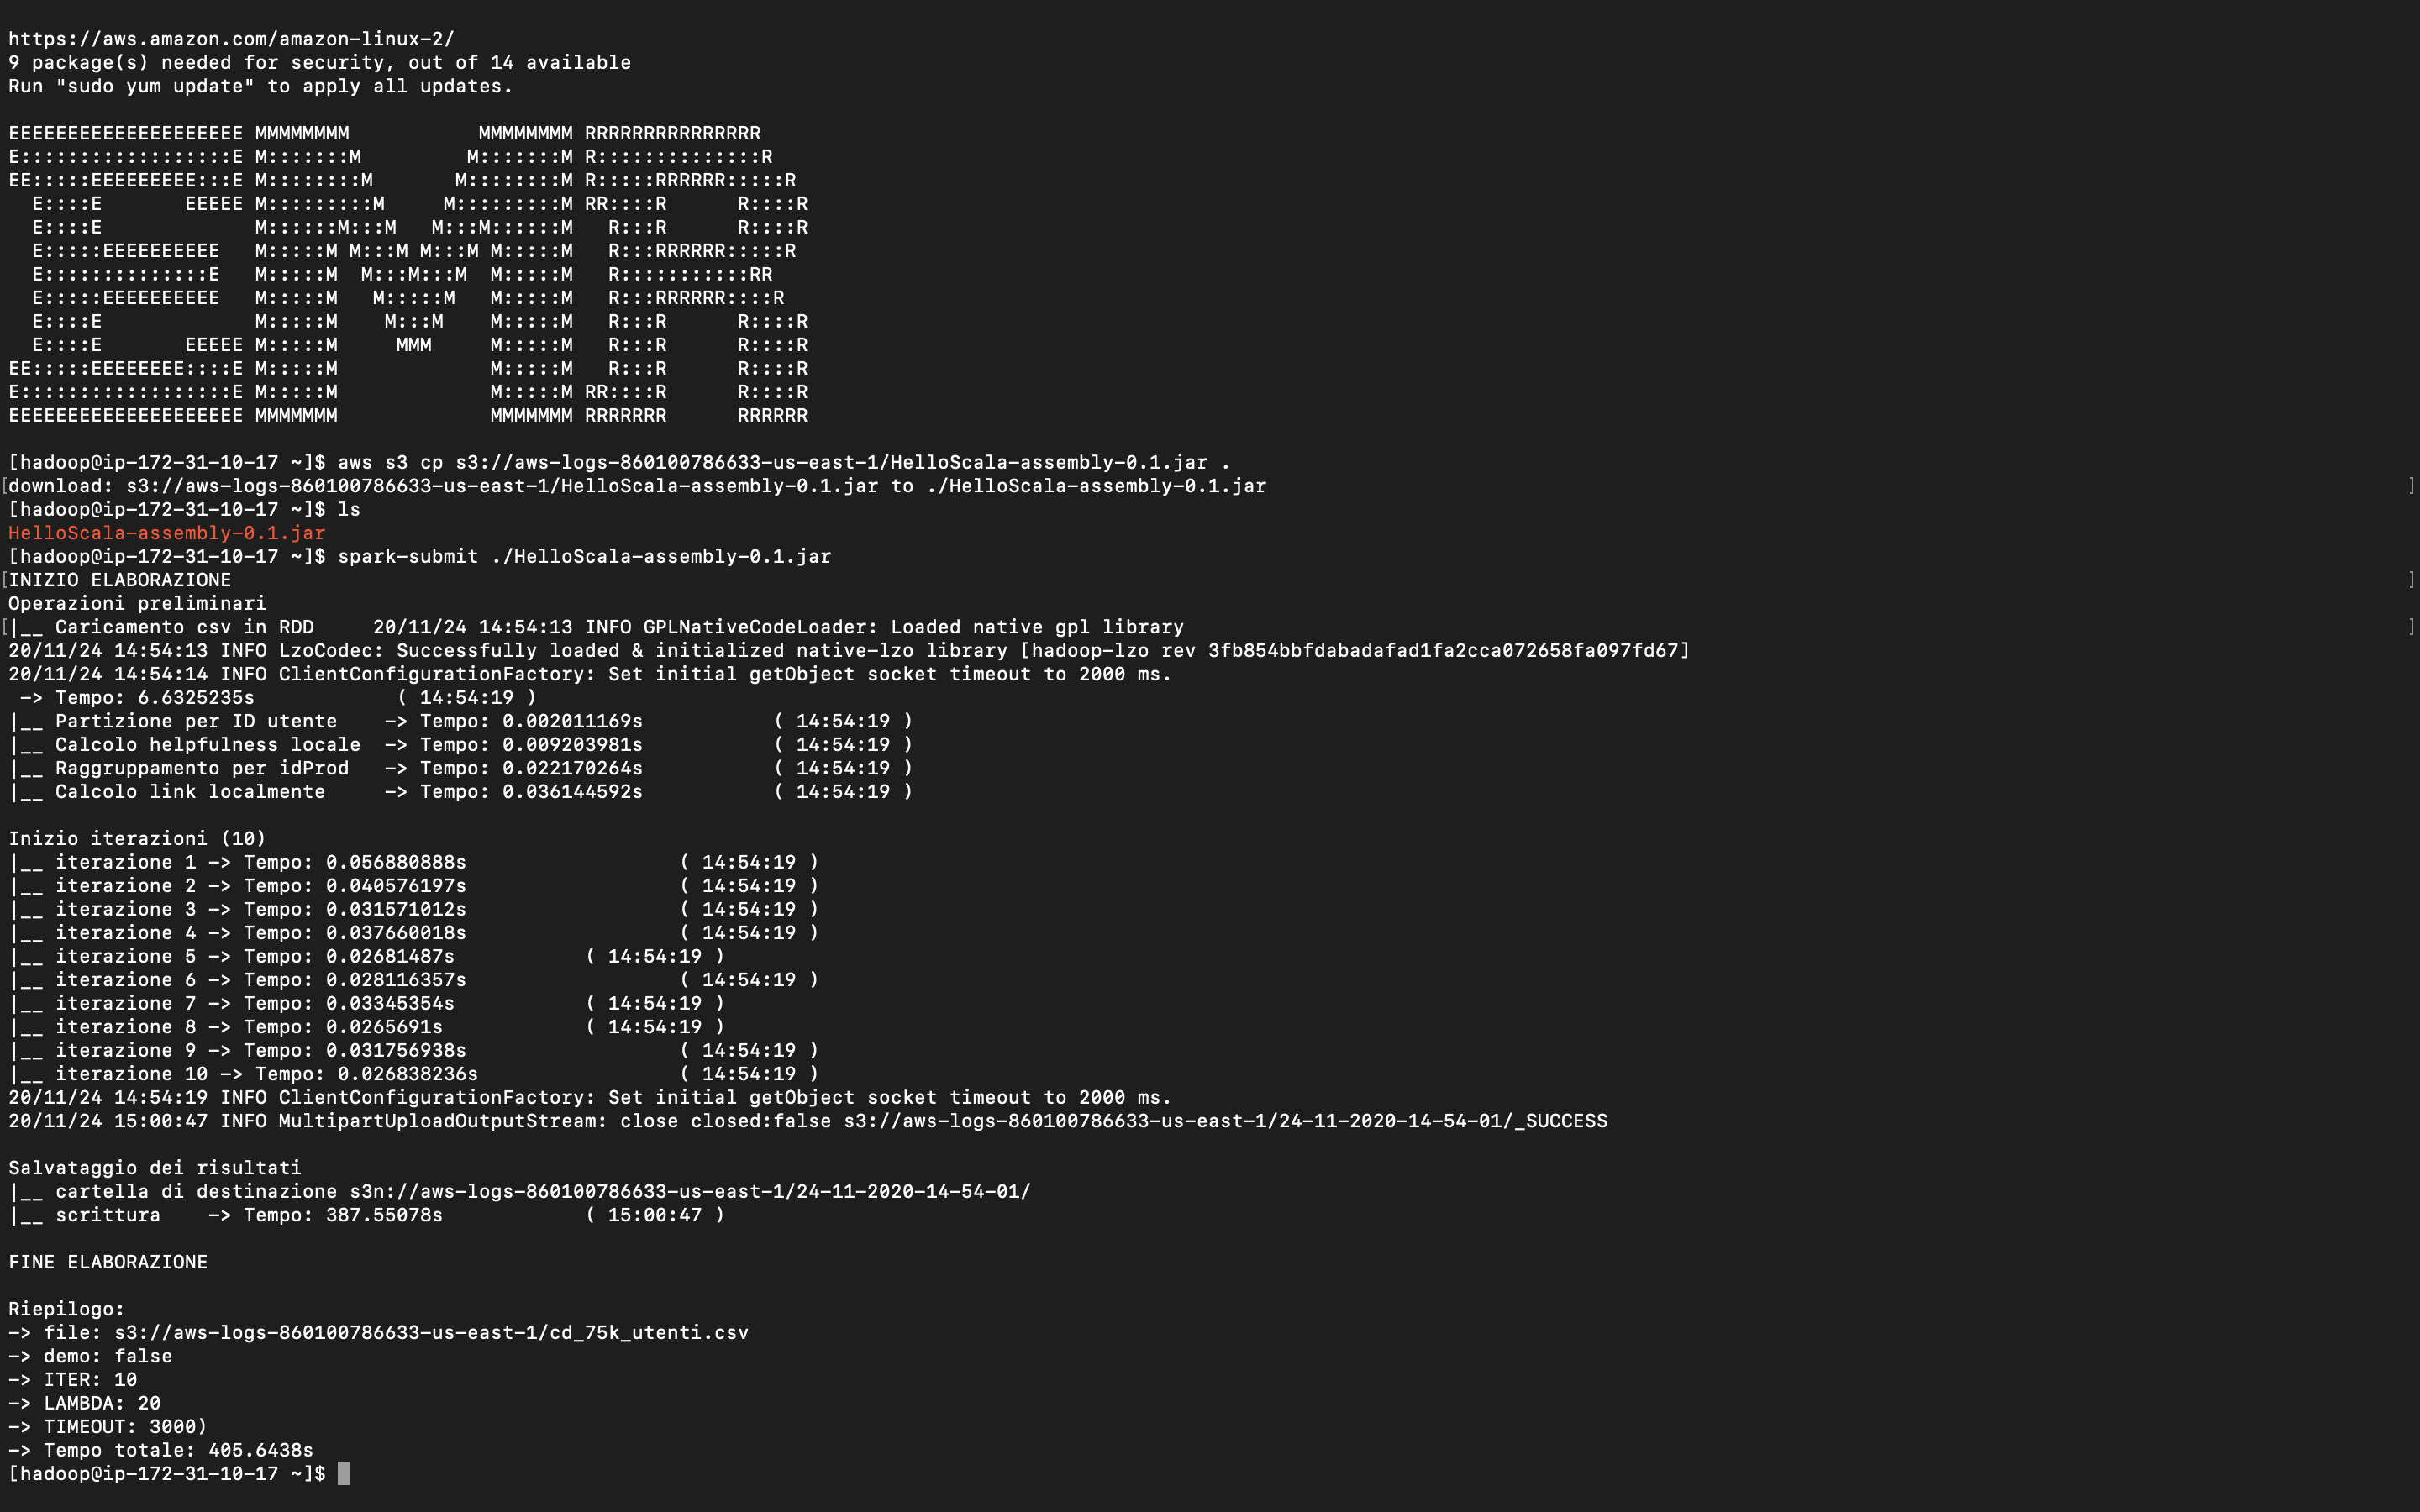 https://aws.amazon.com/amazon-linux-2/
9 package(s) needed for security, out of 14 available
Run "sudo yum update" to apply all updates.

EEEEEEEEEEEEEEEEEEEE MMMMMMMM           MMMMMMMM RRRRRRRRRRRRRRR
E::::::::::::::::::E M:::::::M         M:::::::M R::::::::::::::R
EE:::::EEEEEEEEE:::E M::::::::M       M::::::::M R:::::RRRRRR:::::R
  E::::E       EEEEE M:::::::::M     M:::::::::M RR::::R      R::::R
  E::::E             M::::::M:::M   M:::M::::::M   R:::R      R::::R
  E:::::EEEEEEEEEE   M:::::M M:::M M:::M M:::::M   R:::RRRRRR:::::R
  E::::::::::::::E   M:::::M  M:::M:::M  M:::::M   R:::::::::::RR
  E:::::EEEEEEEEEE   M:::::M   M:::::M   M:::::M   R:::RRRRRR::::R
  E::::E             M:::::M    M:::M    M:::::M   R:::R      R::::R
  E::::E       EEEEE M:::::M     MMM     M:::::M   R:::R      R::::R
EE:::::EEEEEEEE::::E M:::::M             M:::::M   R:::R      R::::R
E::::::::::::::::::E M:::::M             M:::::M RR::::R      R::::R
EEEEEEEEEEEEEEEEEEEE MMMMMMM             MMMMMMM RRRRRRR      RRRRRR

[hadoop@ip-172-31-10-17 ~]$ aws s3 cp s3://aws-logs-860100786633-us-east-1/HelloScala-assembly-0.1.jar .
[download: s3://aws-logs-860100786633-us-east-1/HelloScala-assembly-0.1.jar to ./HelloScala-assembly-0.1.jar ]
[hadoop@ip-172-31-10-17 ~]$ ls
HelloScala-assembly-0.1.jar
[hadoop@ip-172-31-10-17 ~]$ spark-submit ./HelloScala-assembly-0.1.jar
[INIZIO ELABORAZIONE ]
Operazioni preliminari
[|__ Caricamento csv in RDD     20/11/24 14:54:13 INFO GPLNativeCodeLoader: Loaded native gpl library ]
20/11/24 14:54:13 INFO LzoCodec: Successfully loaded & initialized native-lzo library [hadoop-lzo rev 3fb854bbfdabadafad1fa2cca072658fa097fd67]
20/11/24 14:54:14 INFO ClientConfigurationFactory: Set initial getObject socket timeout to 2000 ms.
 -> Tempo: 6.6325235s            ( 14:54:19 )
|__ Partizione per ID utente    -> Tempo: 0.002011169s           ( 14:54:19 )
|__ Calcolo helpfulness locale  -> Tempo: 0.009203981s           ( 14:54:19 )
|__ Raggruppamento per idProd   -> Tempo: 0.022170264s           ( 14:54:19 )
|__ Calcolo link localmente     -> Tempo: 0.036144592s           ( 14:54:19 )

Inizio iterazioni (10)
|__ iterazione 1 -> Tempo: 0.056880888s                  ( 14:54:19 )
|__ iterazione 2 -> Tempo: 0.040576197s                  ( 14:54:19 )
|__ iterazione 3 -> Tempo: 0.031571012s                  ( 14:54:19 )
|__ iterazione 4 -> Tempo: 0.037660018s                  ( 14:54:19 )
|__ iterazione 5 -> Tempo: 0.02681487s           ( 14:54:19 )
|__ iterazione 6 -> Tempo: 0.028116357s                  ( 14:54:19 )
|__ iterazione 7 -> Tempo: 0.03345354s           ( 14:54:19 )
|__ iterazione 8 -> Tempo: 0.0265691s            ( 14:54:19 )
|__ iterazione 9 -> Tempo: 0.031756938s                  ( 14:54:19 )
|__ iterazione 10 -> Tempo: 0.026838236s                 ( 14:54:19 )
20/11/24 14:54:19 INFO ClientConfigurationFactory: Set initial getObject socket timeout to 2000 ms.
20/11/24 15:00:47 INFO MultipartUploadOutputStream: close closed:false s3://aws-logs-860100786633-us-east-1/24-11-2020-14-54-01/_SUCCESS

Salvataggio dei risultati
|__ cartella di destinazione s3n://aws-logs-860100786633-us-east-1/24-11-2020-14-54-01/
|__ scrittura    -> Tempo: 387.55078s            ( 15:00:47 )

FINE ELABORAZIONE

Riepilogo:
-> file: s3://aws-logs-860100786633-us-east-1/cd_75k_utenti.csv
-> demo: false
-> ITER: 10
-> LAMBDA: 20
-> TIMEOUT: 3000)
-> Tempo totale: 405.6438s
[hadoop@ip-172-31-10-17 ~]$